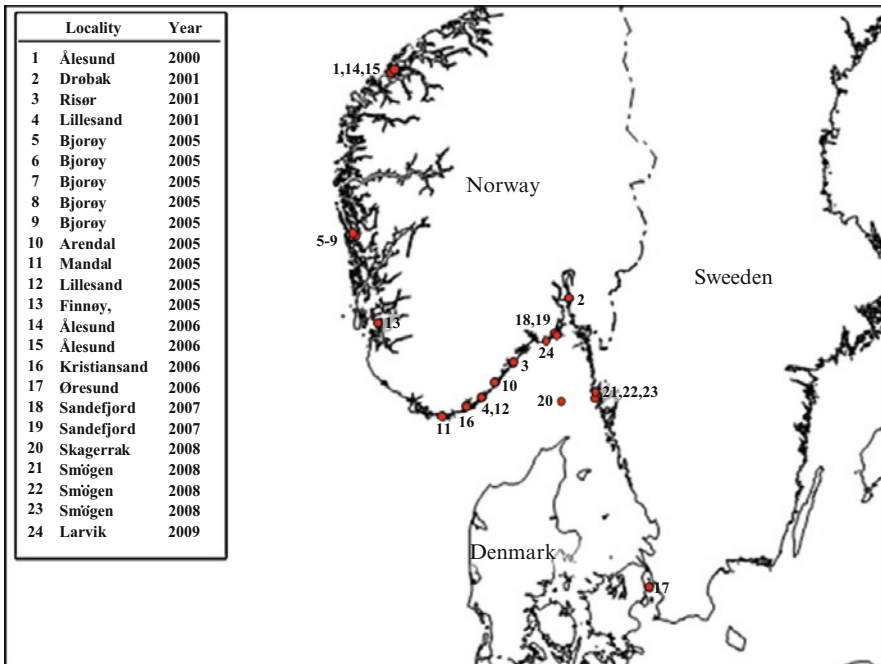 Locality Year
1 Ålesund 2000
2 Drøbak 2001
3 Risør 2001
4 Lillesand 2001
5 Bjorøy 2005
6 Bjorøy 2005
7 Bjorøy 2005
8 Bjorøy 2005
9 Bjorøy 2005
10 Arendal 2005
11 Mandal 2005
12 Lillesand 2005
13 Finnøy, 2005
14 Ålesund 2006
15 Ålesund 2006
16 Kristiansand 2006
17 Øresund 2006
18 Sandefjord 2007
19 Sandefjord 2007
20 Skagerrak 2008
21 Smögen 2008
22 Smögen 2008
23 Smögen 2008
24 Larvik 2009
1,14,15
Norway
5-9
Sweeden
2
13
18,19
24
3
10
21,22,23
4,12
20
16
11
Denmark
17